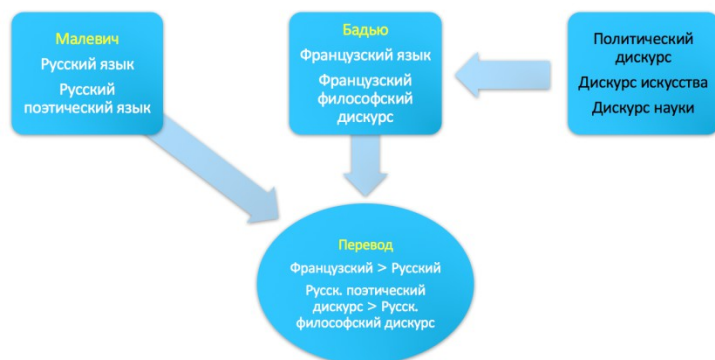 Малевич
Русский язык
Русский
поэтический язык
Бадью
Французский язык
Французский
философский
дискурс
Политический
дискурс
Дискурс искусства
Дискурс науки
Перевод
Французский > Русский
Русск. поэтический
дискурс > Русск.
философский дискурс